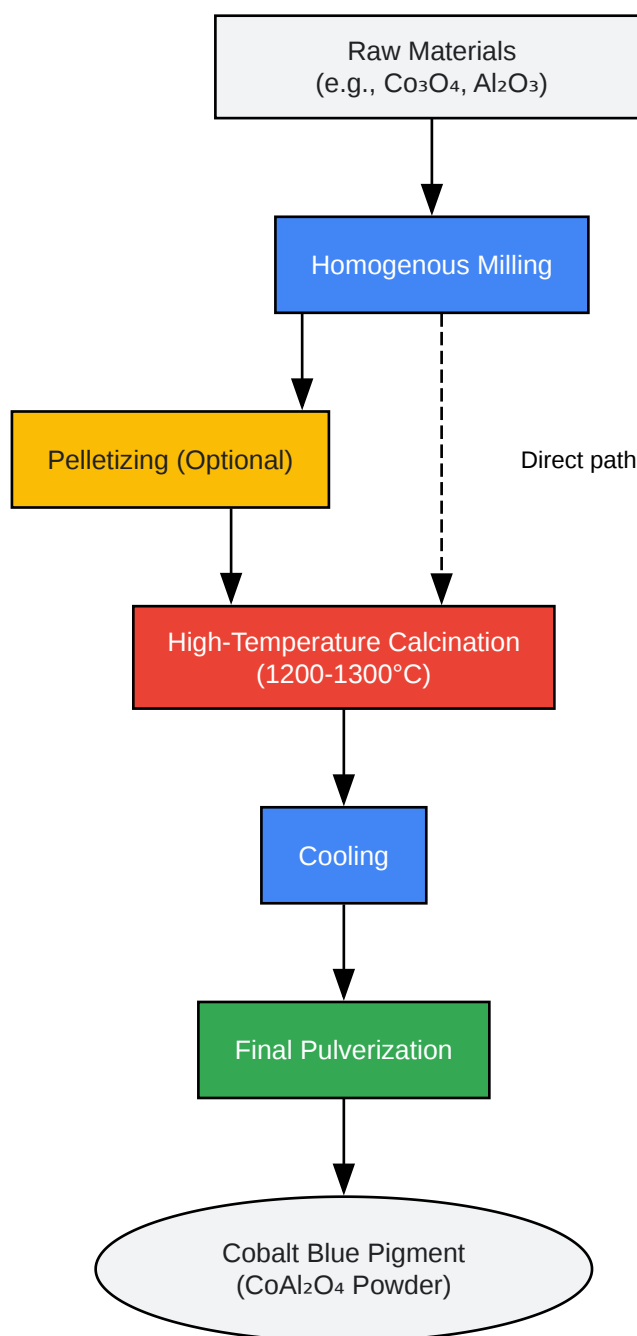 Raw Materials
(e.g., Co₃O₄, Al₂O₃)
Homogenous Milling
Pelletizing (Optional)
Direct path
High-Temperature Calcination
(1200-1300°C)
Cooling
Final Pulverization
Cobalt Blue Pigment
(CoAl₂O₄ Powder)